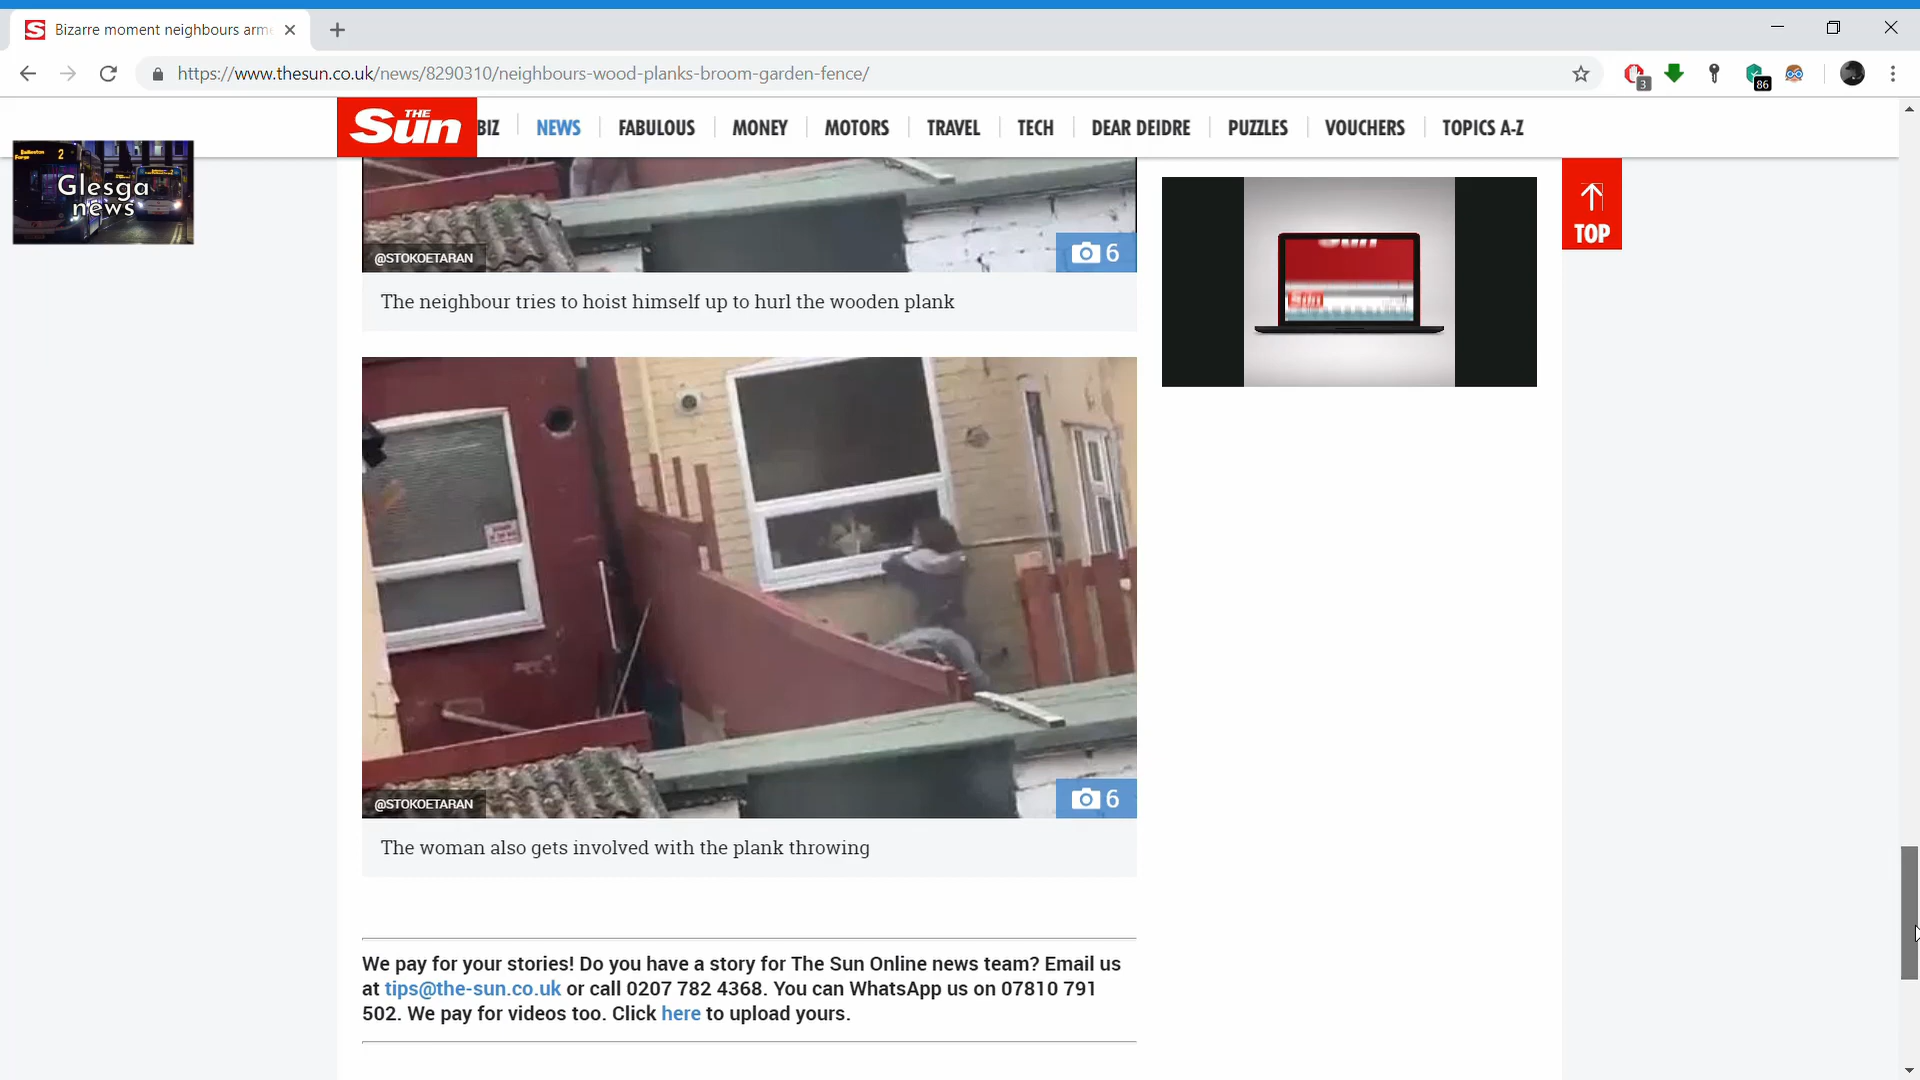 Bizarre moment neighbours arme
https://www.thesun.co.uk/news/8290310/neighbours-wood-planks-broom-garden-fence/
3
86
THE
Sun
BIZ
NEWS
FABULOUS
MONEY
MOTORS
TRAVEL
TECH
DEAR DEIDRE
PUZZLES
VOUCHERS
TOPICS A-Z
2
Glesga
news
TOP
@STOKOETARAN
6
The neighbour tries to hoist himself up to hurl the wooden plank
@STOKOETARAN
6
The woman also gets involved with the plank throwing
We pay for your stories! Do you have a story for The Sun Online news team? Email us
at tips@the-sun.co.uk or call 0207 782 4368. You can WhatsApp us on 07810 791
502. We pay for videos too. Click here to upload yours.